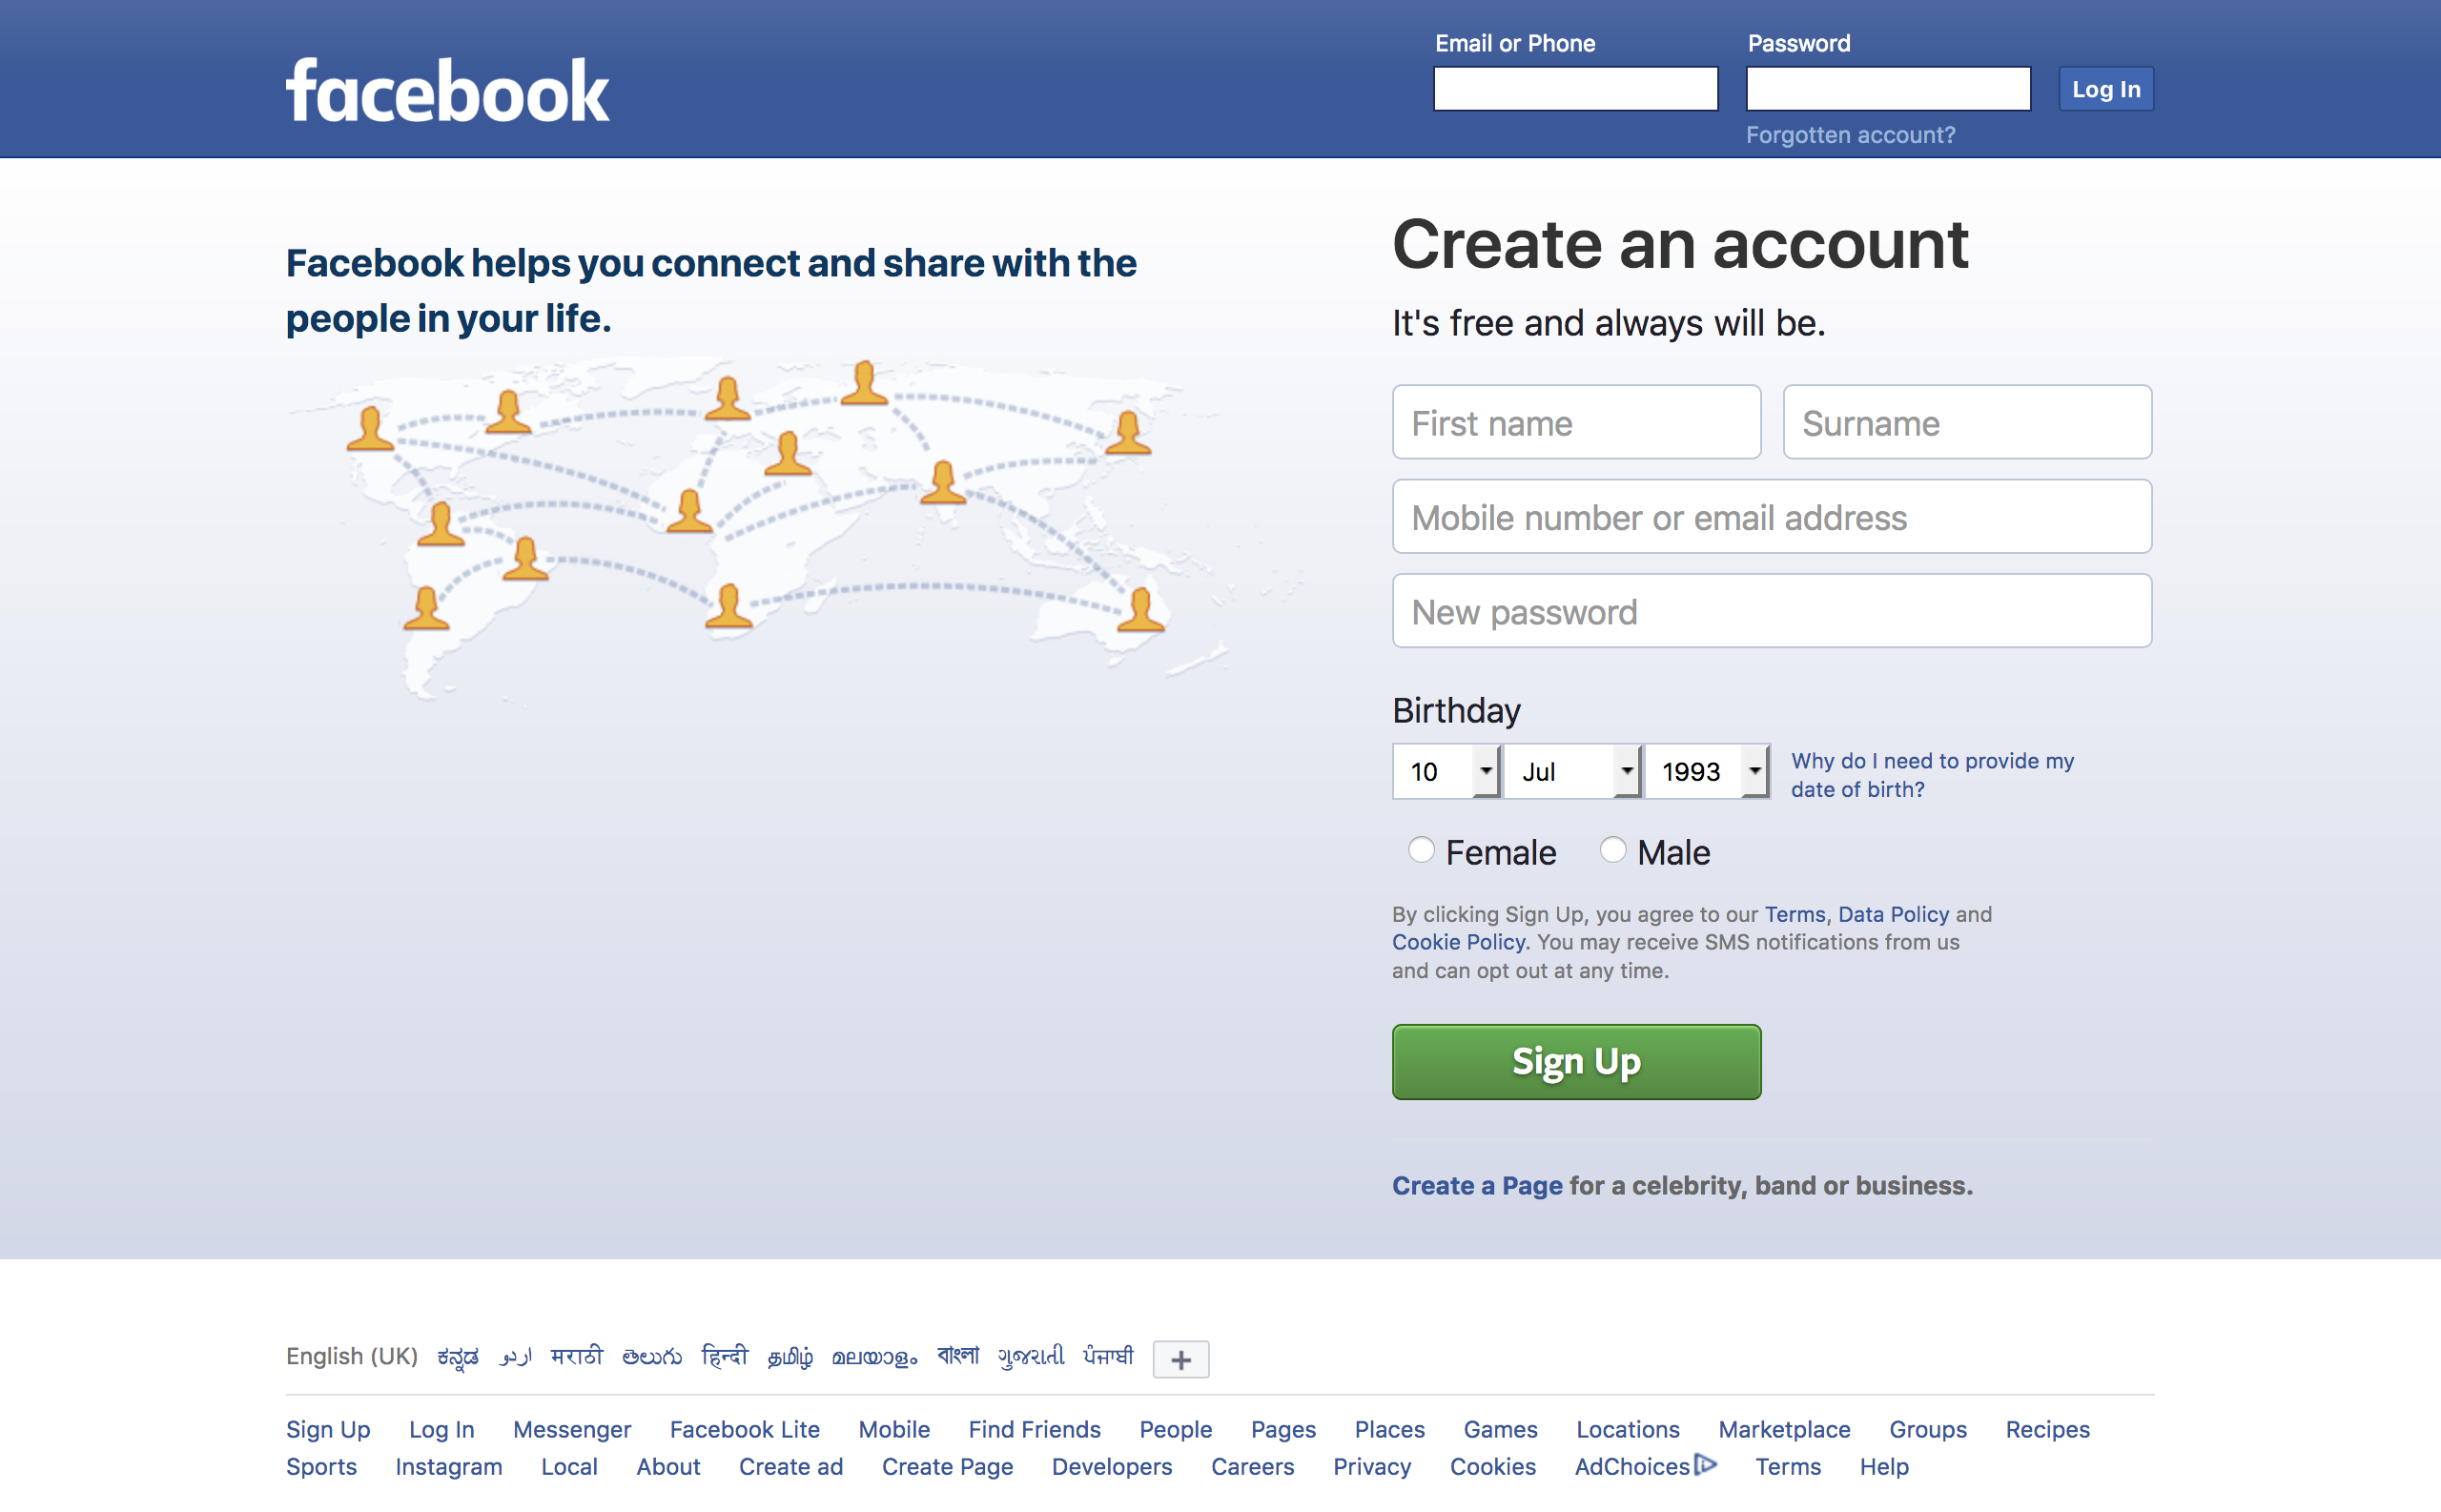 facebook
Email or Phone
Password
Log In
Forgotten account?
Facebook helps you connect and share with the
people in your life.
Create an account
It's free and always will be.
First name
Surname
Mobile number or email address
New password
Birthday
10
Jul
1993
Why do I need to provide my
date of birth?
Female
Male
By clicking Sign Up, you agree to our Terms, Data Policy and
Cookie Policy. You may receive SMS notifications from us
and can opt out at any time.
Sign Up
Create a Page for a celebrity, band or business.
English (UK) ಕನ್ನಡ اردو मराठी తెలుగు हिन्दी தமிழ் മലയാളം বাংলা ગુજરાતી ਪੰਜਾਬੀ +
Sign Up Log In Messenger Facebook Lite Mobile Find Friends People Pages Places Games Locations Marketplace Groups Recipes
Sports Instagram Local About Create ad Create Page Developers Careers Privacy Cookies AdChoices Terms Help